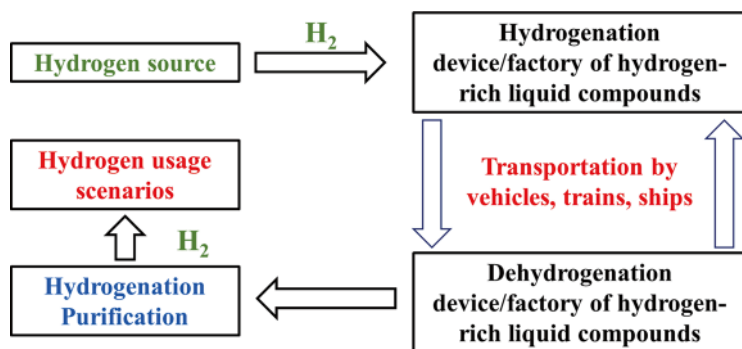 H₂
Hydrogen source
Hydrogenation
device/factory of hydrogen-
rich liquid compounds
Hydrogen usage
scenarios
Transportation by
vehicles, trains, ships
H₂
Hydrogenation
Purification
Dehydrogenation
device/factory of hydrogen-
rich liquid compounds